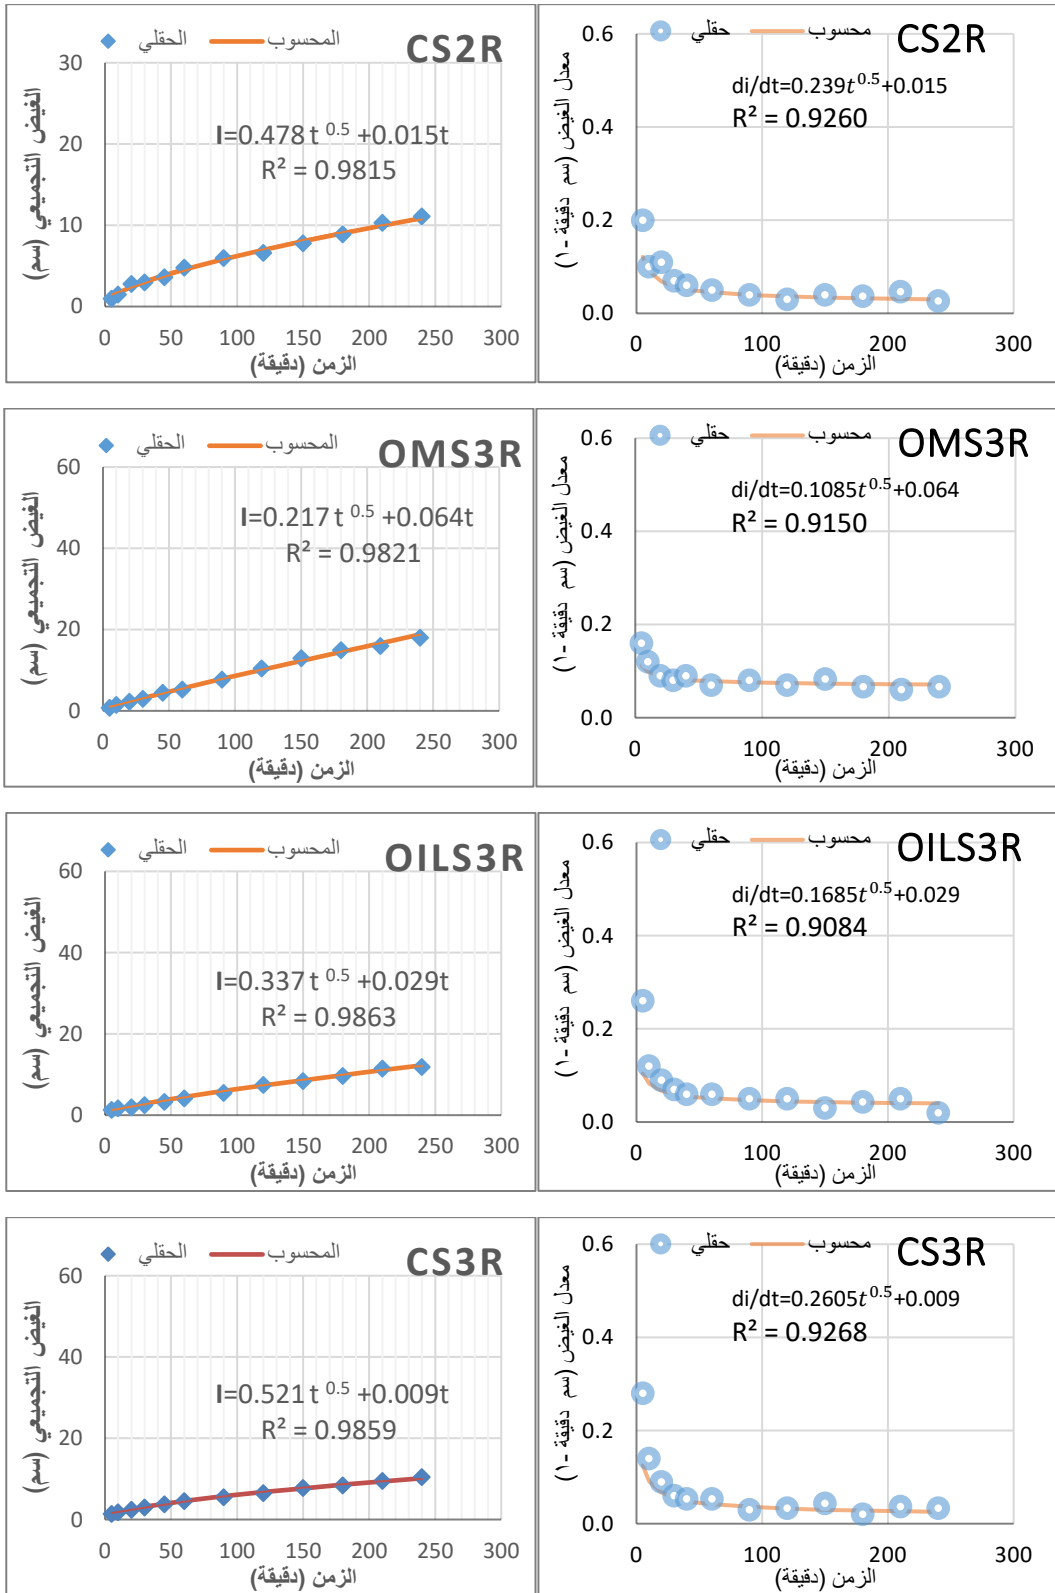 الحقلي المحسوب CS2R
30
20
10
0
I=0.478 t 0.5 +0.015t
R² = 0.9815
0 50 100 150 200 250 300
الزمن (دقيقة)
الغيض التجميعي (سم)
حقلي محسوب CS2R
0.6
0.4
0.2
0.0
di/dt=0.239t0.5+0.015
R² = 0.9260
0 100 200 300
الزمن (دقيقة)
معدل الغيض (سم دقيقة -١)
الحقلي المحسوب OMS3R
60
40
20
0
I=0.217 t 0.5 +0.064t
R² = 0.9821
0 50 100 150 200 250 300
الزمن (دقيقة)
الغيض التجميعي (سم)
حقلي محسوب OMS3R
0.6
0.4
0.2
0.0
di/dt=0.1085t0.5+0.064
R² = 0.9150
0 100 200 300
الزمن (دقيقة)
معدل الغيض (سم دقيقة -١)
الحقلي المحسوب OILS3R
60
40
20
0
I=0.337 t 0.5 +0.029t
R² = 0.9863
0 50 100 150 200 250 300
الزمن (دقيقة)
الغيض التجميعي (سم)
حقلي محسوب OILS3R
0.6
0.4
0.2
0.0
di/dt=0.1685t0.5+0.029
R² = 0.9084
0 100 200 300
الزمن (دقيقة)
معدل الغيض (سم دقيقة -١)
الحقلي المحسوب CS3R
60
40
20
0
I=0.521 t 0.5 +0.009t
R² = 0.9859
0 50 100 150 200 250 300
الزمن (دقيقة)
الغيض التجميعي (سم)
حقلي محسوب CS3R
0.6
0.4
0.2
0.0
di/dt=0.2605t0.5+0.009
R² = 0.9268
0 100 200 300
الزمن (دقيقة)
معدل الغيض (سم دقيقة -١)